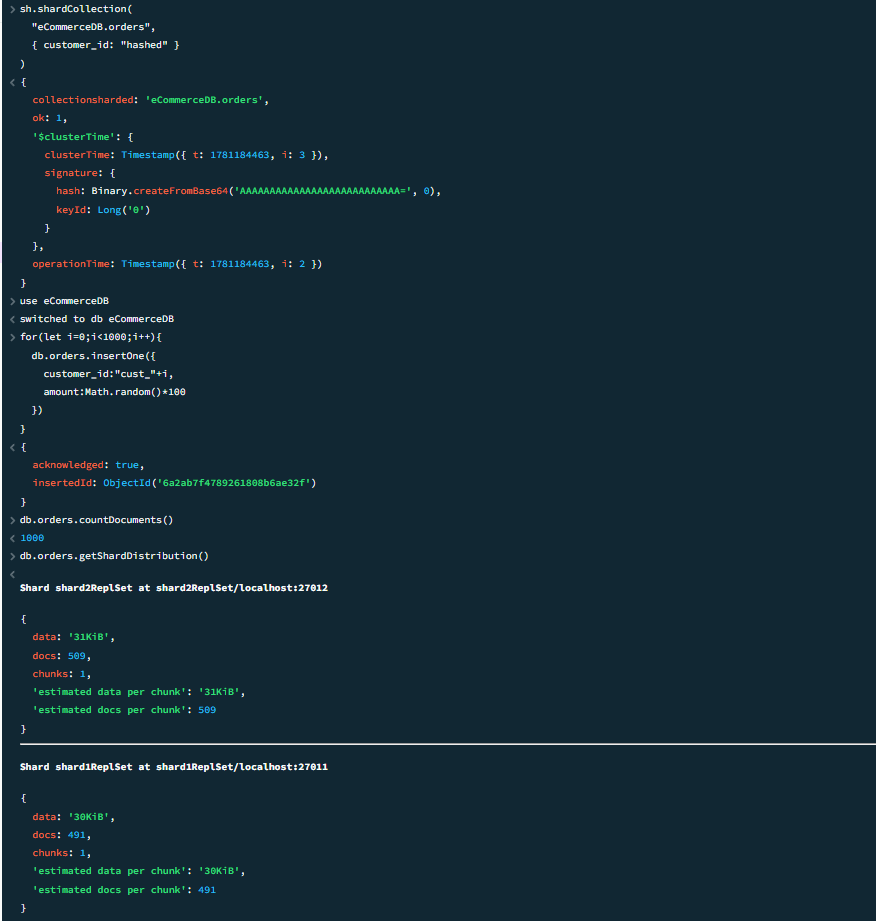 > sh.shardCollection(
"eCommerceDB.orders",
{ customer_id: "hashed" }
)
< {
collectionsharded: 'eCommerceDB.orders',
ok: 1,
'$clusterTime': {
clusterTime: Timestamp({ t: 1781184463, i: 3 }),
signature: {
hash: Binary.createFromBase64('AAAAAAAAAAAAAAAAAAAAAAAAAAA=', 0),
keyId: Long('0')
}
},
operationTime: Timestamp({ t: 1781184463, i: 2 })
}
> use eCommerceDB
< switched to db eCommerceDB
> for(let i=0;i<1000;i++){
db.orders.insertOne({
customer_id:"cust_"+i,
amount:Math.random()*100
})
}
< {
acknowledged: true,
insertedId: ObjectId('6a2ab7f4789261808b6ae32f')
}
> db.orders.countDocuments()
< 1000
> db.orders.getShardDistribution()
<
Shard shard2ReplSet at shard2ReplSet/localhost:27012
{
data: '31KiB',
docs: 509,
chunks: 1,
'estimated data per chunk': '31KiB',
'estimated docs per chunk': 509
}
Shard shard1ReplSet at shard1ReplSet/localhost:27011
{
data: '30KiB',
docs: 491,
chunks: 1,
'estimated data per chunk': '30KiB',
'estimated docs per chunk': 491
}